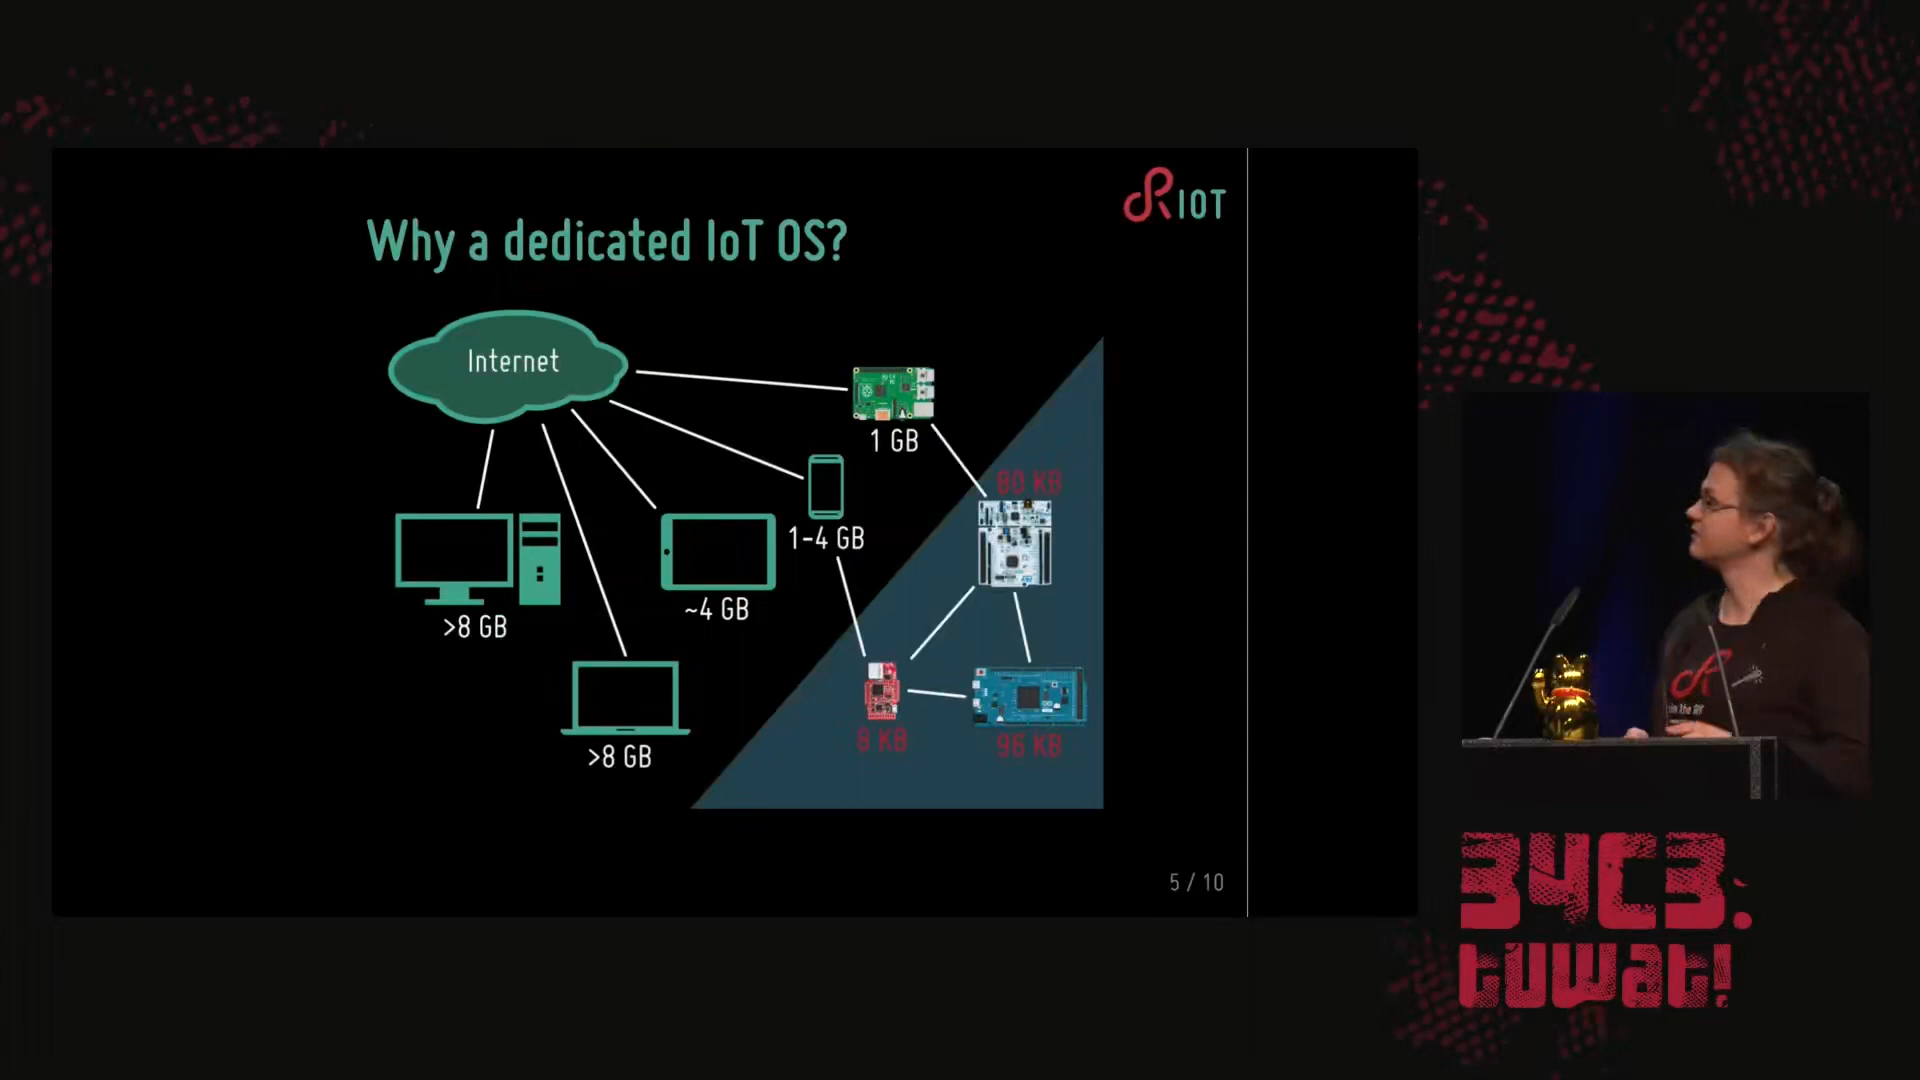 RIOT
Why a dedicated IoT OS?
Internet
1 GB
80 KB
1-4 GB
~4 GB
>8 GB
8 KB
96 KB
>8 GB
5 / 10
34C3.
tuwat!